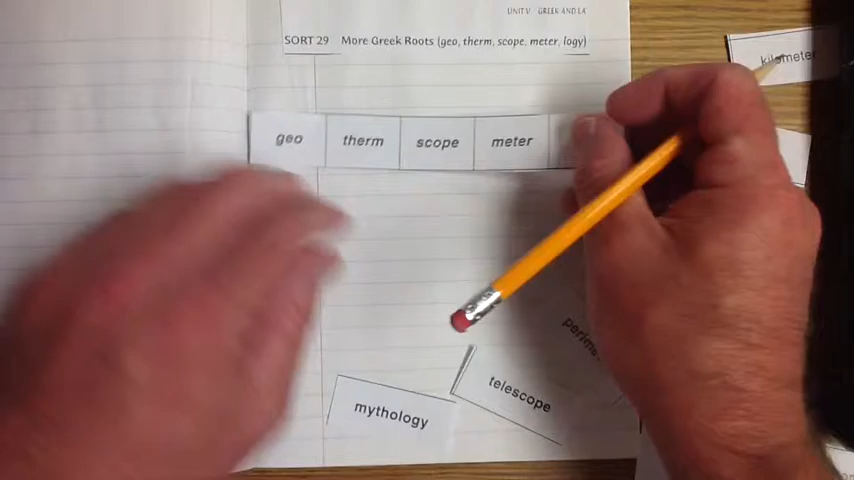 UNIT V GREEK AND LA
SORT 29 More Greek Roots (geo, therm, scope, meter, logy)
kilometer
geo therm scope meter
perim
telescope
mythology